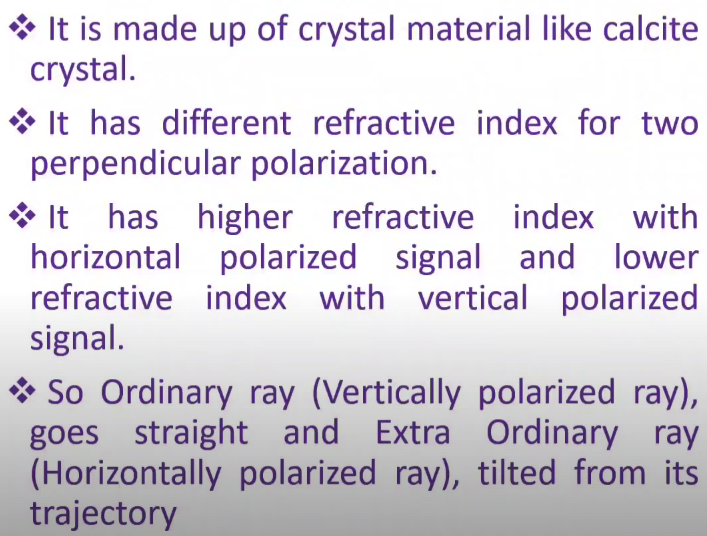 ❖ It is made up of crystal material like calcite
crystal.
❖ It has different refractive index for two
perpendicular polarization.
❖ It has higher refractive index with
horizontal polarized signal and lower
refractive index with vertical polarized
signal.
❖ So Ordinary ray (Vertically polarized ray),
goes straight and Extra Ordinary ray
(Horizontally polarized ray), tilted from its
trajectory